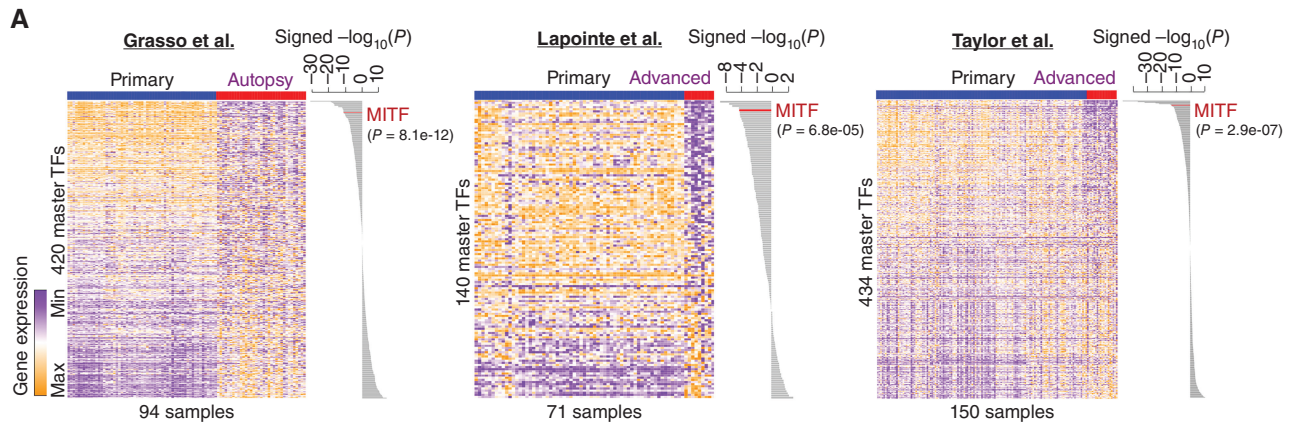 A
Grasso et al.
Signed –log10(P)
–30
–20
–10
0
10
Primary
Autopsy
MITF
(P = 8.1e-12)
420 master TFs
Gene expression
Min
Max
94 samples
Lapointe et al.
Signed –log10(P)
–8
–6
–4
–2
0
2
Primary
Advanced
MITF
(P = 6.8e-05)
140 master TFs
71 samples
Taylor et al.
Signed –log10(P)
–30
–20
–10
0
10
Primary
Advanced
MITF
(P = 2.9e-07)
434 master TFs
150 samples